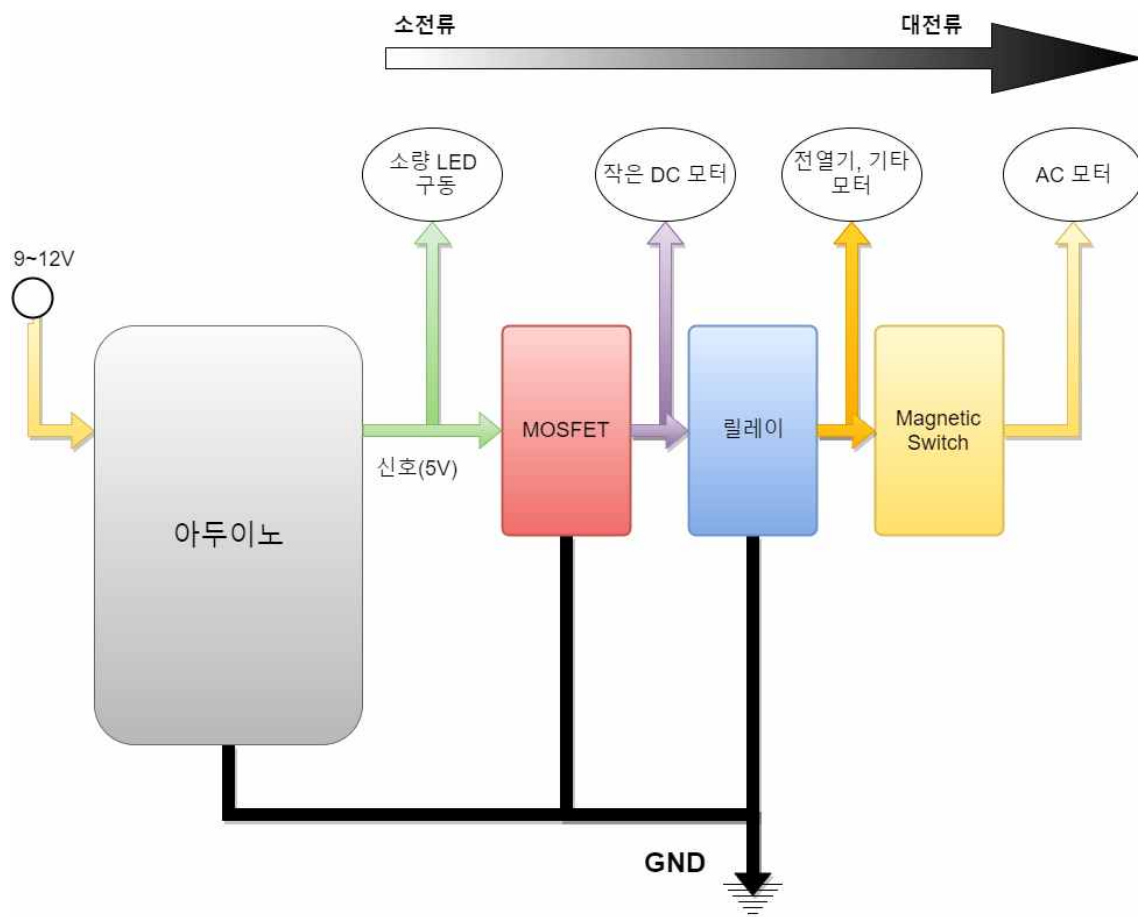 소전류
대전류
소량 LED
구동
작은 DC 모터
전열기, 기타
모터
AC 모터
9~12V
MOSFET
릴레이
Magnetic
Switch
신호(5V)
아두이노
GND